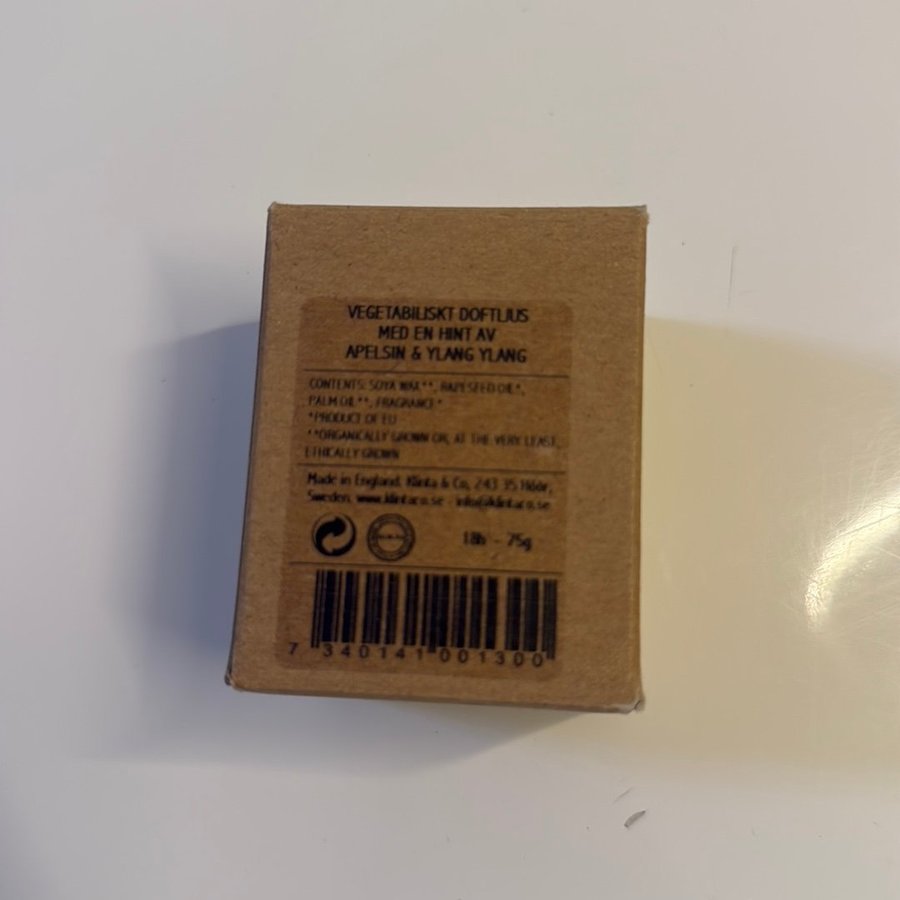 VEGETABILISKT DOFTLJUS
MED EN HINT AV
APELSIN & YLANG YLANG
CONTENTS: SOYA WAX**, RAPESEED OIL*,
PALM OIL**, FRAGRANCE*
*PRODUCT OF EU
**ORGANICALLY GROWN OR, AT THE VERY LEAST,
ETHICALLY GROWN
Made in England. Klinta & Co, 243 35 Höör,
Sweden. www.klintaco.se - info@klintaco.se
18h - 75g
7 340141 001300